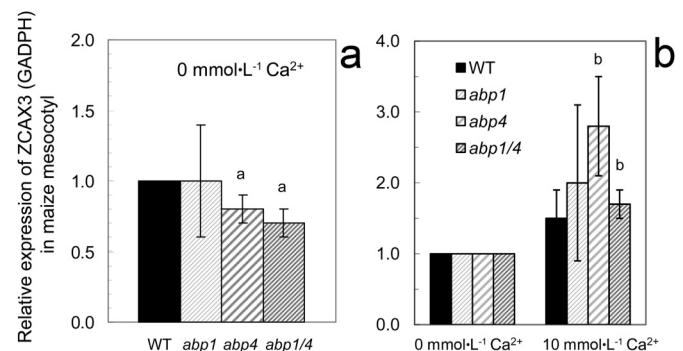 Relative expression of ZCAX3 (GADPH)
in maize mesocotyl
2.0
1.5
1.0
0.5
0.0
0 mmol·L⁻¹ Ca²⁺
a
a
a
WT abp1 abp4 abp1/4
4.0
3.0
2.0
1.0
0.0
WT
abp1
abp4
abp1/4
b
b
b
0 mmol·L⁻¹ Ca²⁺ 10 mmol·L⁻¹ Ca²⁺